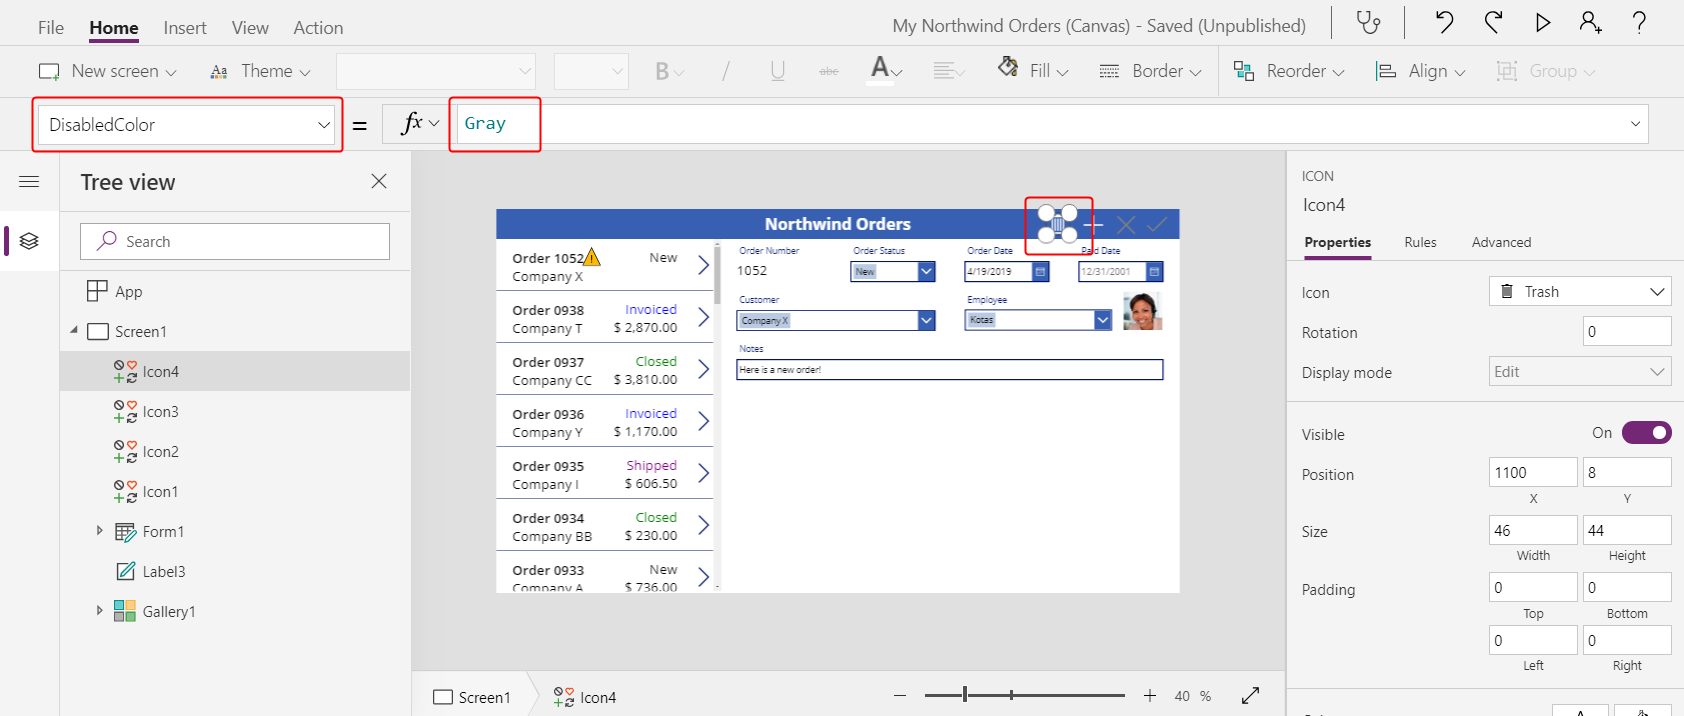 File Home Insert View Action My Northwind Orders (Canvas) - Saved (Unpublished) ?
New screen Aa Theme B / U abc A Fill Border Reorder Align Group
DisabledColor = fx Gray
Tree view
Search
App
Screen1
Icon4
Icon3
Icon2
Icon1
Form1
Label3
Gallery1
Northwind Orders
Order 1052 New
Company X
Order 0938 Invoiced
Company T $ 2,870.00
Order 0937 Closed
Company CC $ 3,810.00
Order 0936 Invoiced
Company Y $ 1,170.00
Order 0935 Shipped
Company I $ 606.50
Order 0934 Closed
Company BB $ 230.00
Order 0933 New
Company A $ 736.00
Order Number Order Status Order Date Paid Date
1052 New 4/19/2019 12/31/2001
Customer Employee
Company X Kotas
Notes
Here is a new order!
Screen1 Icon4 40 %
ICON
Icon4
Properties Rules Advanced
Icon Trash
Rotation 0
Display mode Edit
Visible On
Position 1100 8
X Y
Size 46 44
Width Height
Padding 0 0
Top Bottom
0 0
Left Right